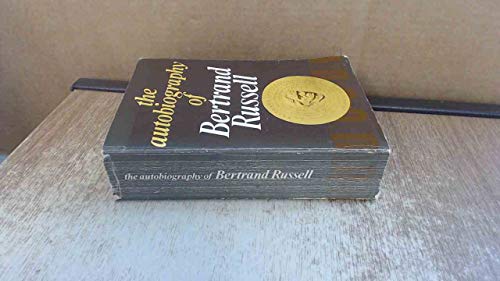 the
autobiography
of
Bertrand
Russell
the autobiography of Bertrand Russell